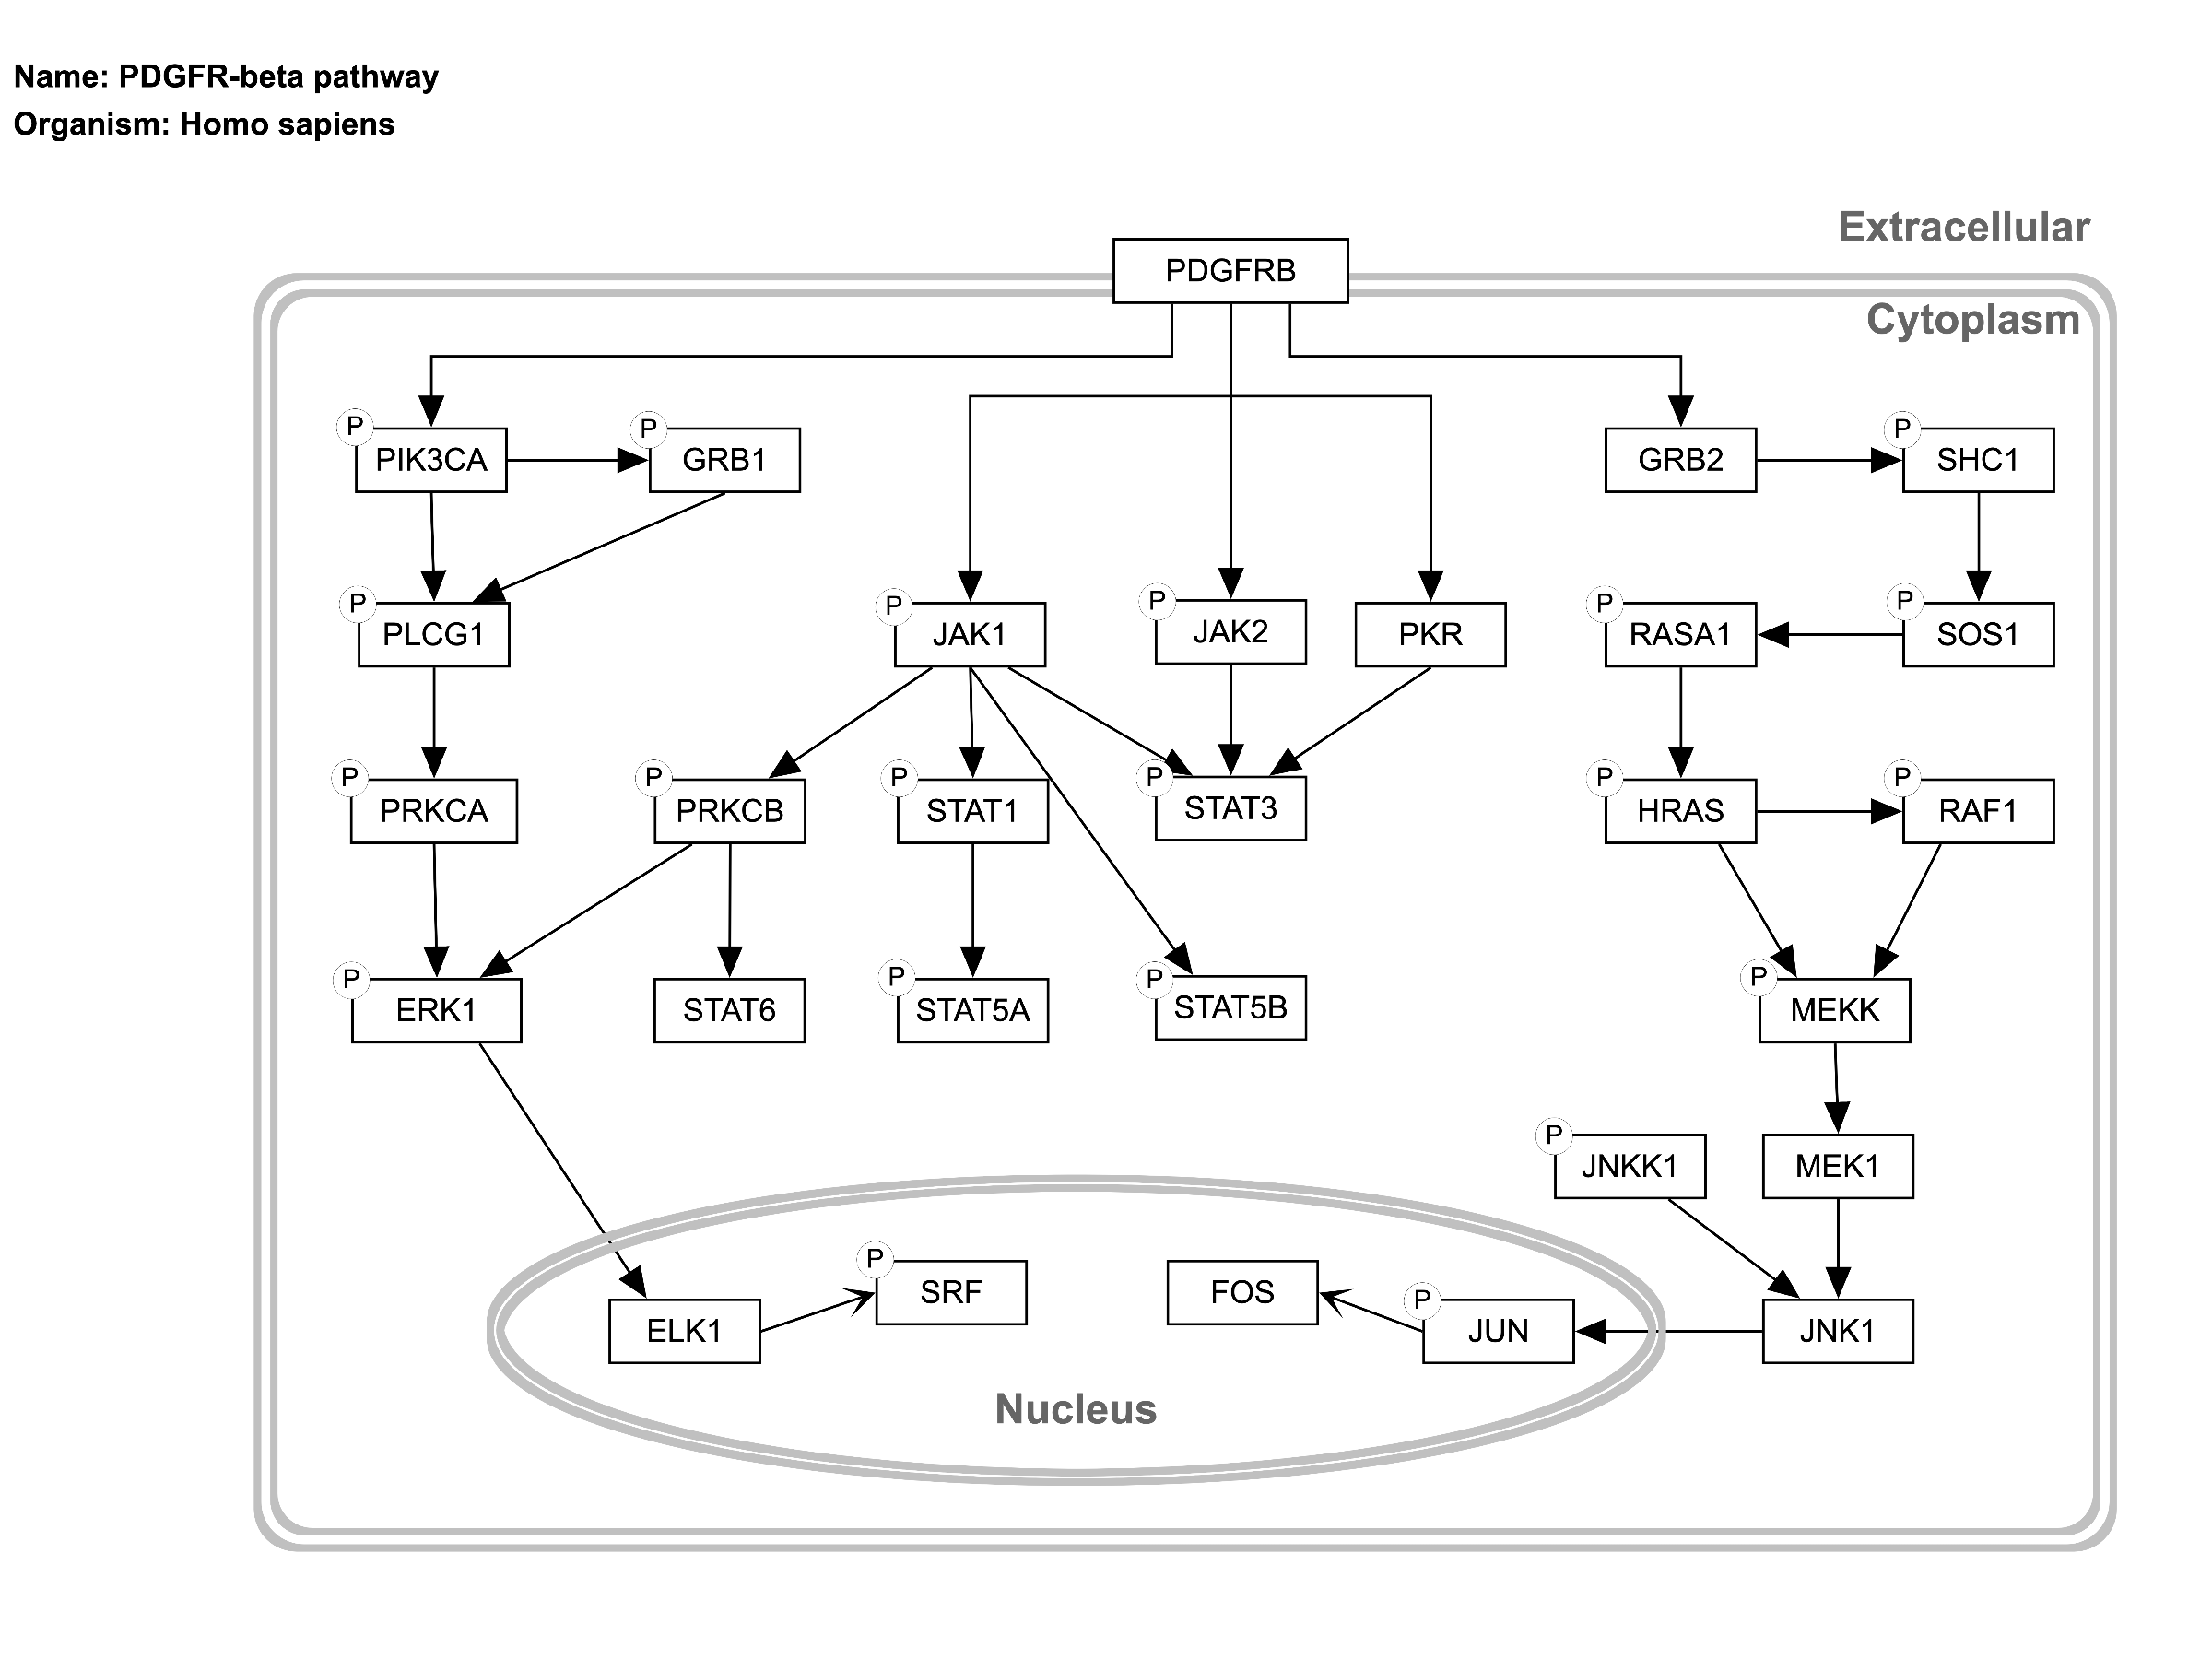 Name: PDGFR-beta pathway
Organism: Homo sapiens
Extracellular
PDGFRB
Cytoplasm
P
PIK3CA
P
GRB1
GRB2
P
SHC1
P
PLCG1
P
JAK1
P
JAK2
PKR
P
RASA1
P
SOS1
P
PRKCA
P
PRKCB
P
STAT1
P
STAT3
P
HRAS
P
RAF1
P
ERK1
STAT6
P
STAT5A
P
STAT5B
P
MEKK
P
JNKK1
MEK1
ELK1
P
SRF
FOS
P
JUN
JNK1
Nucleus